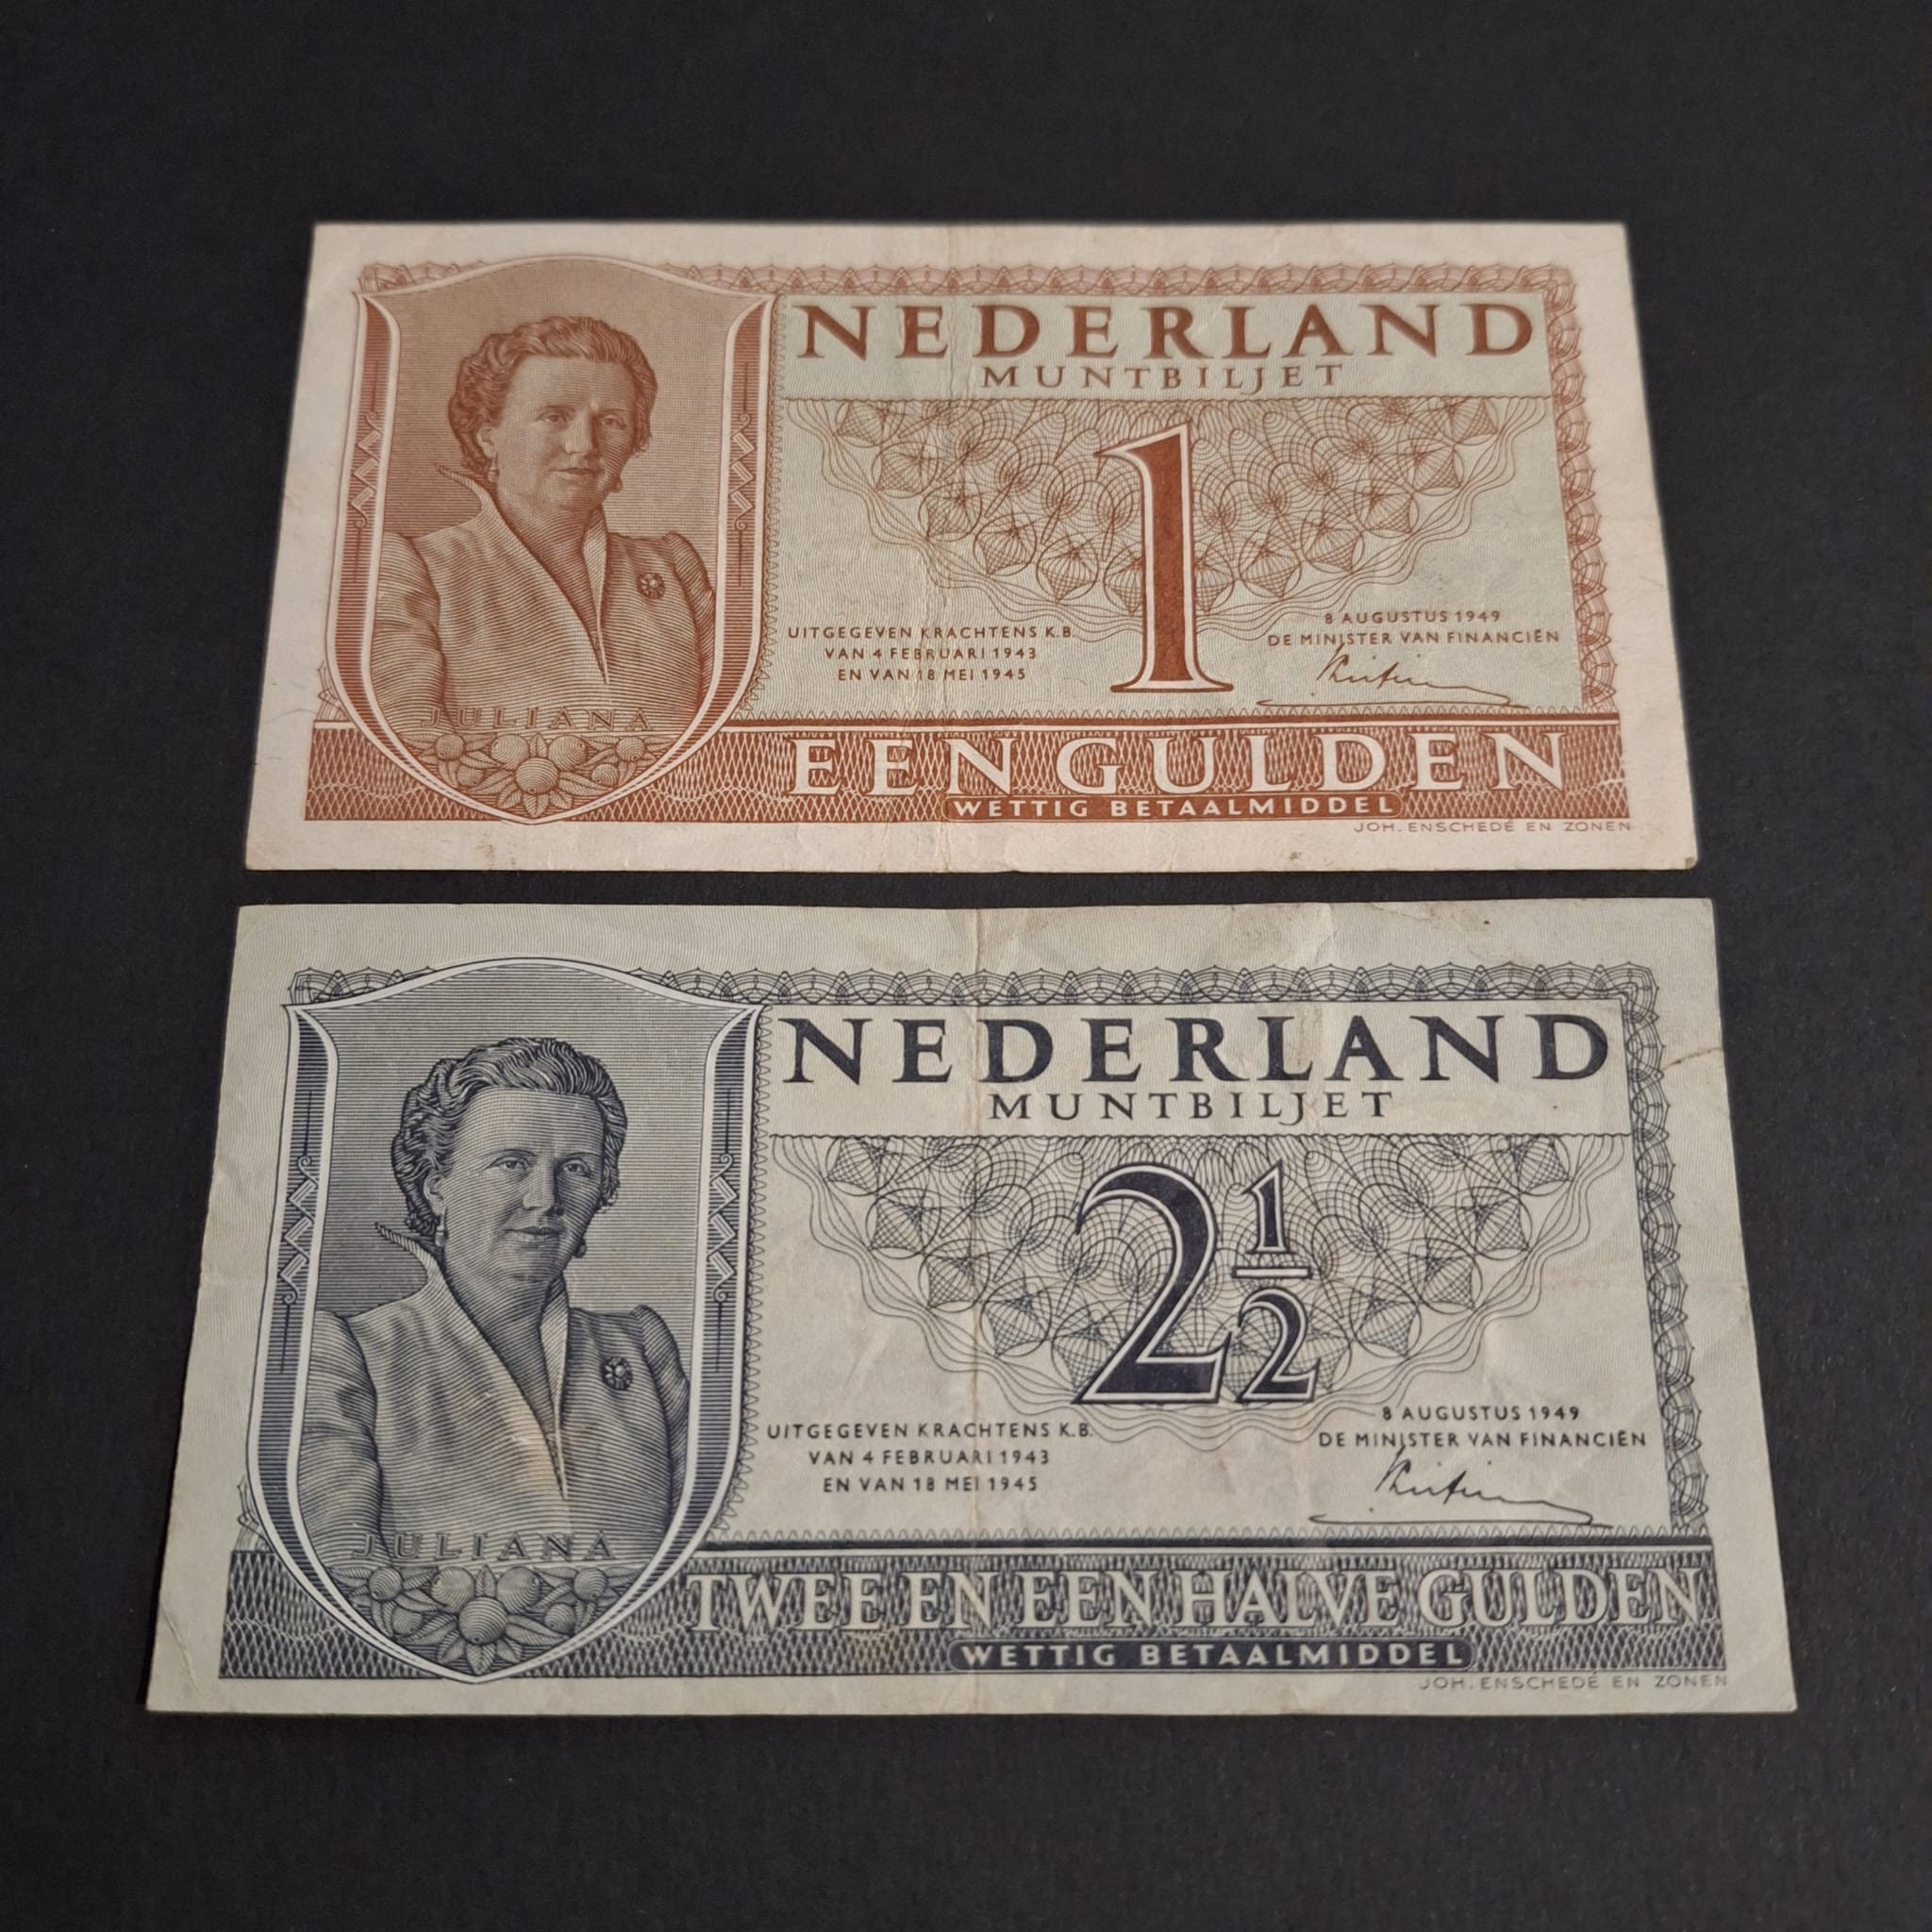 NEDERLAND
MUNTBILJET
1
UITGEGEVEN KRACHTENS K.B.
VAN 4 FEBRUARI 1943
EN VAN 18 MEI 1945
8 AUGUSTUS 1949
DE MINISTER VAN FINANCIËN
JULIANA
EEN GULDEN
WETTIG BETAALMIDDEL
JOH. ENSCHEDÉ EN ZONEN
NEDERLAND
MUNTBILJET
2 1/2
UITGEGEVEN KRACHTENS K.B.
VAN 4 FEBRUARI 1943
EN VAN 18 MEI 1945
8 AUGUSTUS 1949
DE MINISTER VAN FINANCIËN
JULIANA
TWEE EN EEN HALVE GULDEN
WETTIG BETAALMIDDEL
JOH. ENSCHEDÉ EN ZONEN